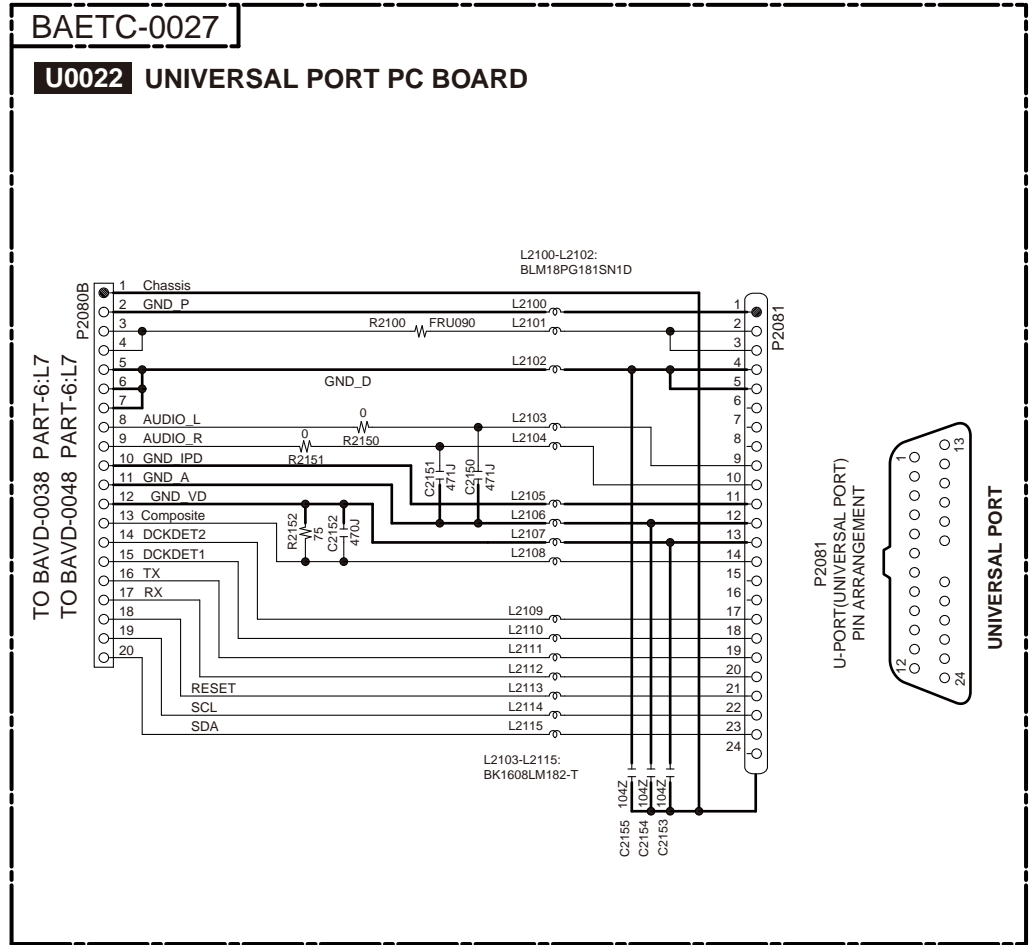 BAETC-0027
U0022 UNIVERSAL PORT PC BOARD
L2100-L2102:
BLM18PG181SN1D
P2080B
TO BAVD-0038 PART-6:L7
TO BAVD-0048 PART-6:L7
1 Chassis
2 GND_P L2100 1
3 R2100 FRU090 L2101 2
4 3
5 L2102 4
6 GND_D 5
7 6
7
8 AUDIO_L 0 L2103 8
9 AUDIO_R 0 R2150 L2104 9
R2151
10 GND_IPD 10
11 GND_A L2105 11
12 GND_VD L2106 12
13 Composite L2107 13
14 DCKDET2 L2108 14
15 DCKDET1 15
16 TX 16
17 RX L2109 17
18 L2110 18
19 L2111 19
20 L2112 20
RESET L2113 21
SCL L2114 22
SDA L2115 23
24
C2151
471J
C2150
471J
R2152
75
C2152
470J
L2103-L2115:
BK1608LM182-T
C2155 104Z
C2154 104Z
C2153 104Z
P2081
P2081
U-PORT(UNIVERSAL PORT)
PIN ARRANGEMENT
1
13
12
24
UNIVERSAL PORT